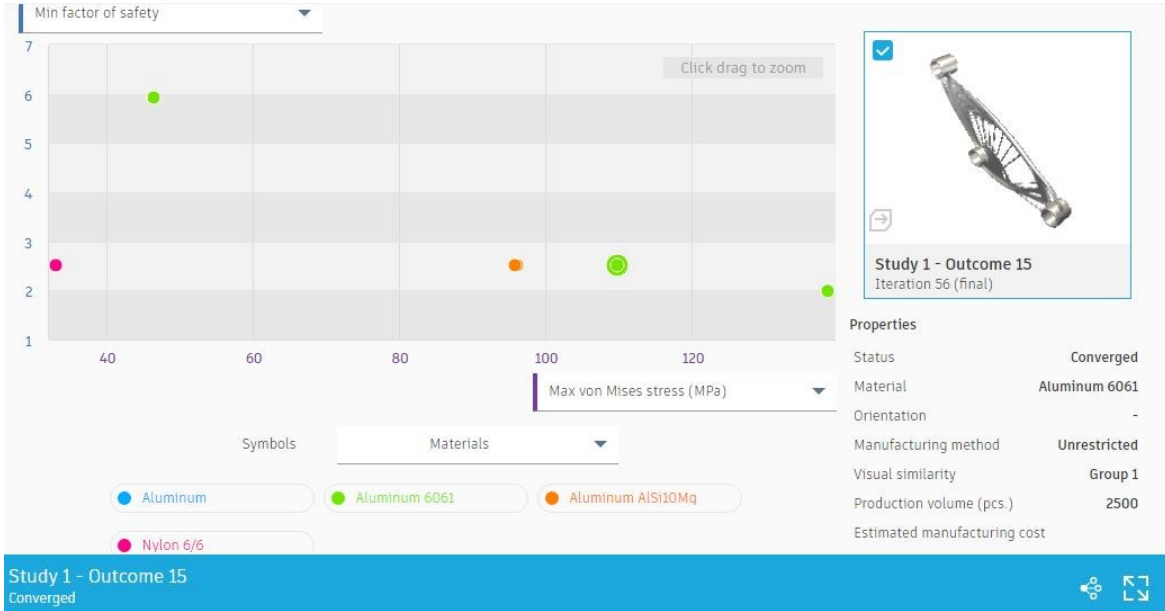 Min factor of safety
7
Click drag to zoom
6
5
4
3
2
1
40 60 80 100 120
Max von Mises stress (MPa)
Symbols Materials
Aluminum Aluminum 6061 Aluminum AlSi10Mg
Nylon 6/6
Study 1 - Outcome 15
Iteration 56 (final)
Properties
Status Converged
Material Aluminum 6061
Orientation -
Manufacturing method Unrestricted
Visual similarity Group 1
Production volume (pcs.) 2500
Estimated manufacturing cost
Study 1 - Outcome 15
Converged